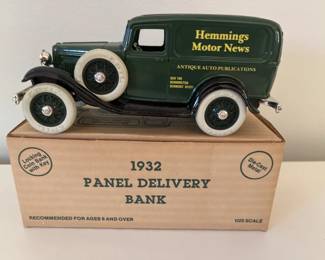 Hemmings
Motor News
ANTIQUE AUTO PUBLICATIONS
Locking
Coin Bank
with Key
1932
PANEL DELIVERY
BANK
Die-Cast
Metal
RECOMMENDED FOR AGES 8 AND OVER
1/25 SCALE